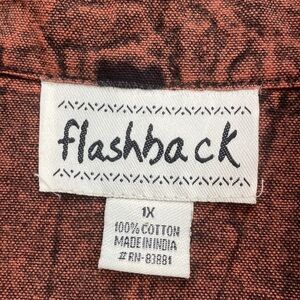 flashback
1X
100% COTTON
MADE IN INDIA
# RN-83881